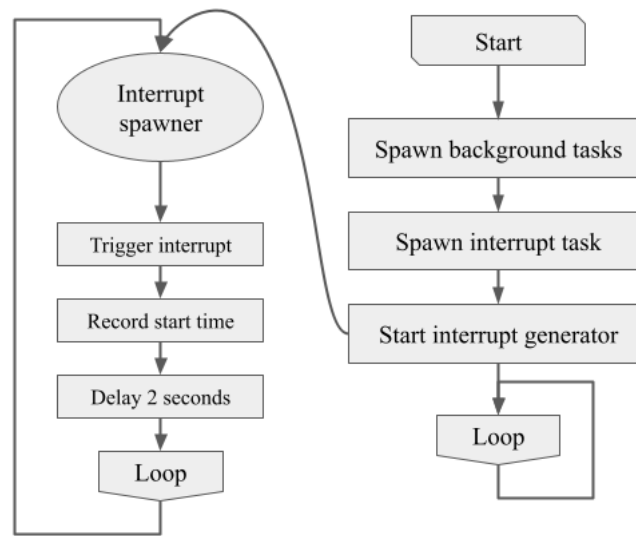 Interrupt
spawner
Trigger interrupt
Record start time
Delay 2 seconds
Loop
Start
Spawn background tasks
Spawn interrupt task
Start interrupt generator
Loop